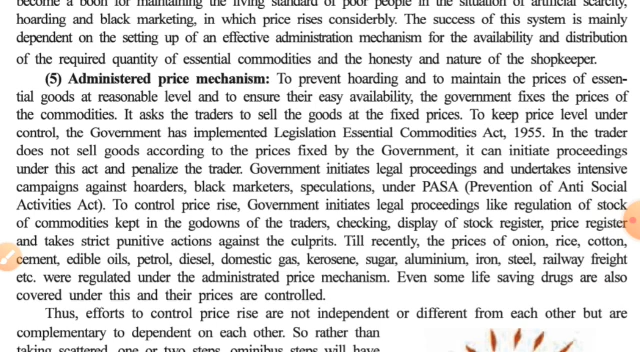 become a boon for maintaining the living standard of poor people in the situation of artificial scarcity,
hoarding and black marketing, in which price rises considerbly. The success of this system is mainly
dependent on the setting up of an effective administration mechanism for the availability and distribution
of the required quantity of essential commodities and the honesty and nature of the shopkeeper.
(5) Administered price mechanism: To prevent hoarding and to maintain the prices of essen-
tial goods at reasonable level and to ensure their easy availability, the government fixes the prices of
the commodities. It asks the traders to sell the goods at the fixed prices. To keep price level under
control, the Government has implemented Legislation Essential Commodities Act, 1955. In the trader
does not sell goods according to the prices fixed by the Government, it can initiate proceedings
under this act and penalize the trader. Government initiates legal proceedings and undertakes intensive
campaigns against hoarders, black marketers, speculations, under PASA (Prevention of Anti Social
Activities Act). To control price rise, Government initiates legal proceedings like regulation of stock
of commodities kept in the godowns of the traders, checking, display of stock register, price register
and takes strict punitive actions against the culprits. Till recently, the prices of onion, rice, cotton,
cement, edible oils, petrol, diesel, domestic gas, kerosene, sugar, aluminium, iron, steel, railway freight
etc. were regulated under the administrated price mechanism. Even some life saving drugs are also
covered under this and their prices are controlled.
Thus, efforts to control price rise are not independent or different from each other but are
complementary to dependent on each other. So rather than
taking scattered, one or two steps, ominibus steps will have